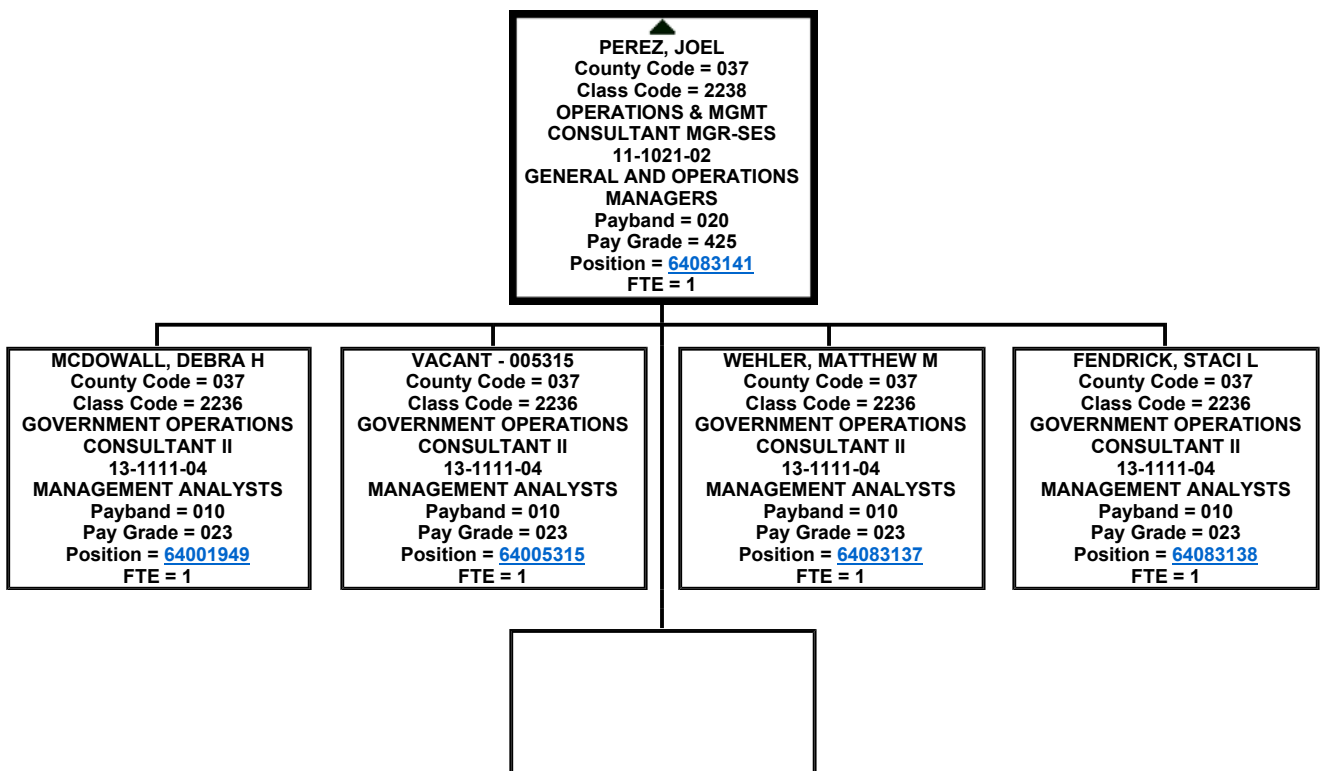 PEREZ, JOEL
County Code = 037
Class Code = 2238
OPERATIONS & MGMT
CONSULTANT MGR-SES
11-1021-02
GENERAL AND OPERATIONS
MANAGERS
Payband = 020
Pay Grade = 425
Position = 64083141
FTE = 1
MCDOWALL, DEBRA H
County Code = 037
Class Code = 2236
GOVERNMENT OPERATIONS
CONSULTANT II
13-1111-04
MANAGEMENT ANALYSTS
Payband = 010
Pay Grade = 023
Position = 64001949
FTE = 1
VACANT - 005315
County Code = 037
Class Code = 2236
GOVERNMENT OPERATIONS
CONSULTANT II
13-1111-04
MANAGEMENT ANALYSTS
Payband = 010
Pay Grade = 023
Position = 64005315
FTE = 1
WEHLER, MATTHEW M
County Code = 037
Class Code = 2236
GOVERNMENT OPERATIONS
CONSULTANT II
13-1111-04
MANAGEMENT ANALYSTS
Payband = 010
Pay Grade = 023
Position = 64083137
FTE = 1
FENDRICK, STACI L
County Code = 037
Class Code = 2236
GOVERNMENT OPERATIONS
CONSULTANT II
13-1111-04
MANAGEMENT ANALYSTS
Payband = 010
Pay Grade = 023
Position = 64083138
FTE = 1